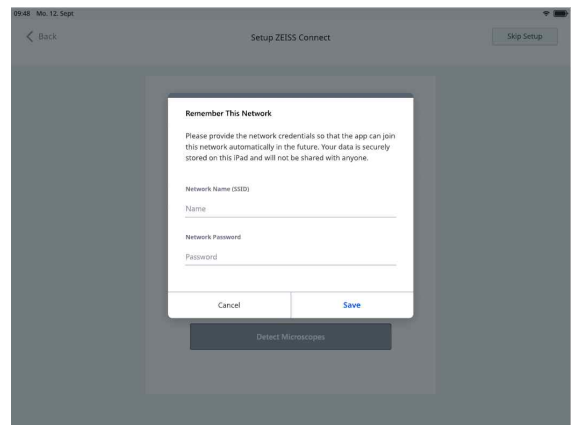 09:48 Mo. 12. Sept
Back
Setup ZEISS Connect
Skip Setup
Remember This Network
Please provide the network credentials so that the app can join
this network automatically in the future. Your data is securely
stored on this iPad and will not be shared with anyone.
Network Name (SSID)
Name
Network Password
Password
Cancel
Save
Detect Microscopes